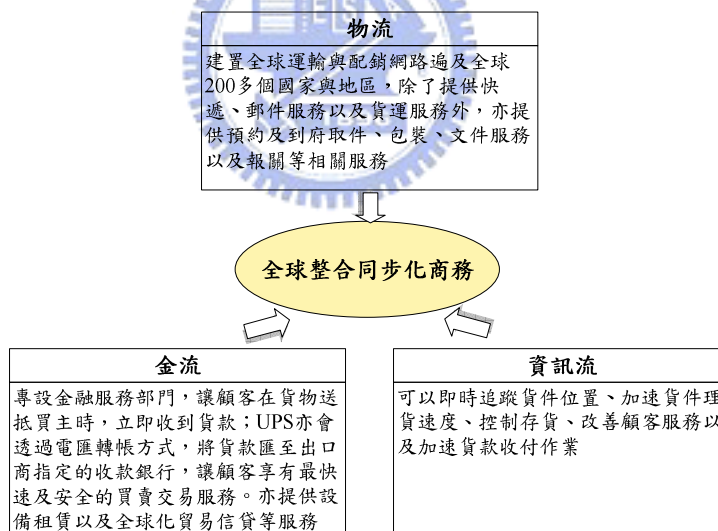 物流
建置全球運輸與配銷網路遍及全球
200多個國家與地區，除了提供快
遞、郵件服務以及貨運服務外，亦提
供預約及到府取件、包裝、文件服務
以及報關等相關服務
全球整合同步化商務
金流
專設金融服務部門，讓顧客在貨物送
抵買主時，立即收到貨款；UPS亦會
透過電匯轉帳方式，將貨款匯至出口
商指定的收款銀行，讓顧客享有最快
速及安全的買賣交易服務。亦提供設
備租賃以及全球化貿易信貸等服務
資訊流
可以即時追蹤貨件位置、加速貨件理
貨速度、控制存貨、改善顧客服務以
及加速貨款收付作業